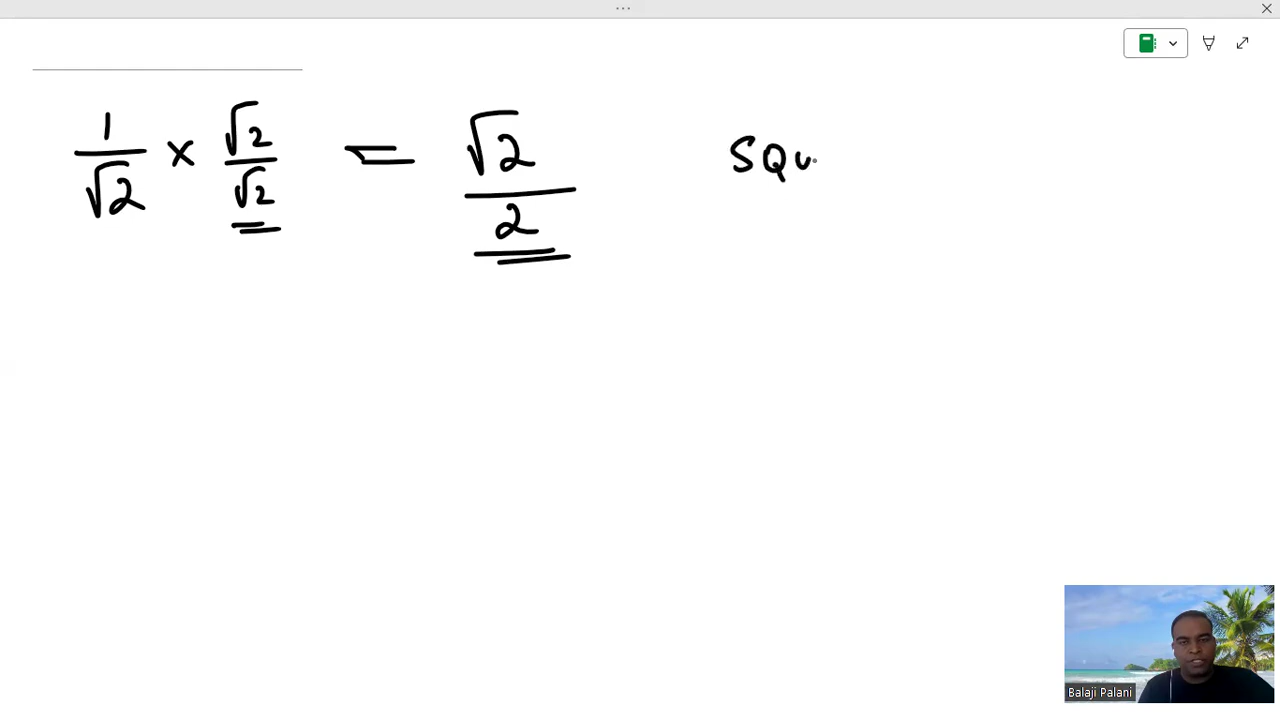 1/√2 × √2/√2 = √2/2
SQU
Balaji Palani